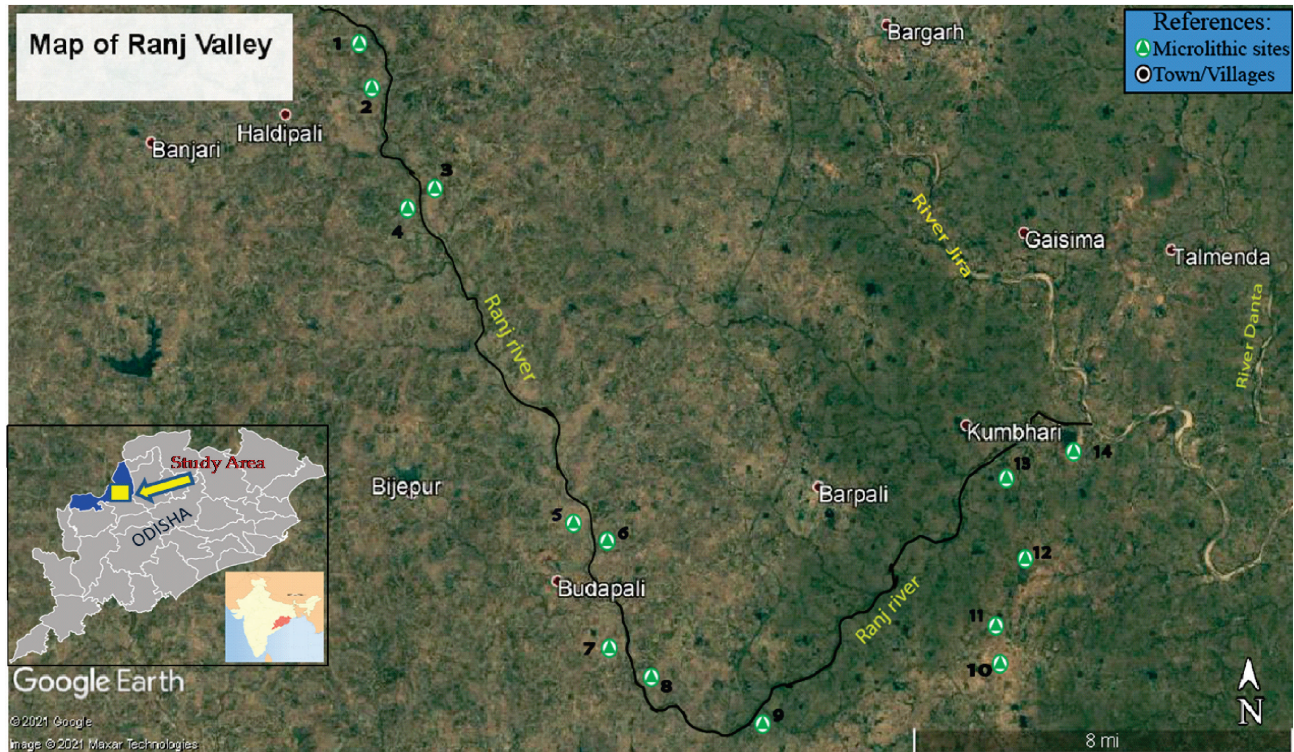 Map of Ranj Valley
References:
Microlithic sites
Town/Villages
Bargarh
1
2
Haldipali
Banjari
3
4
River Jira
Gaisima
Talmenda
River Danta
Ranj river
Kumbhari
14
13
Study Area
ODISHA
Bijepur
Barpali
5
6
12
Budapali
Ranj river
11
7
10
8
9
Google Earth
N
© 2021 Google
Image © 2021 Maxar Technologies
8 mi